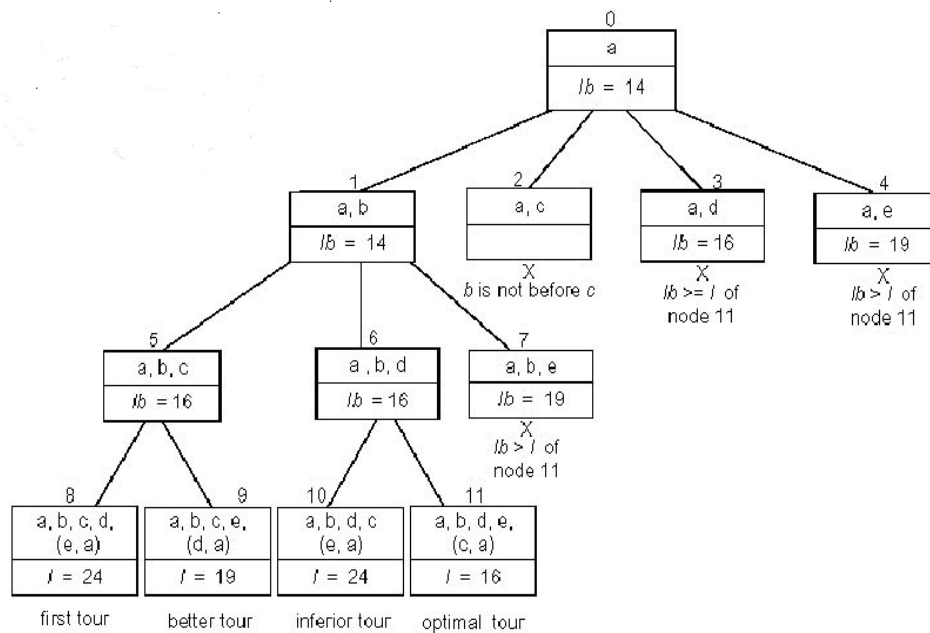 0
a
lb = 14
1
a, b
lb = 14
2
a, c
X
b is not before c
3
a, d
lb = 16
X
lb >= l of
node 11
4
a, e
lb = 19
X
lb > l of
node 11
5
a, b, c
lb = 16
6
a, b, d
lb = 16
7
a, b, e
lb = 19
X
lb > l of
node 11
8
a, b, c, d,
(e, a)
l = 24
first tour
9
a, b, c, e,
(d, a)
l = 19
better tour
10
a, b, d, c
(e, a)
l = 24
inferior tour
11
a, b, d, e,
(c, a)
l = 16
optimal tour